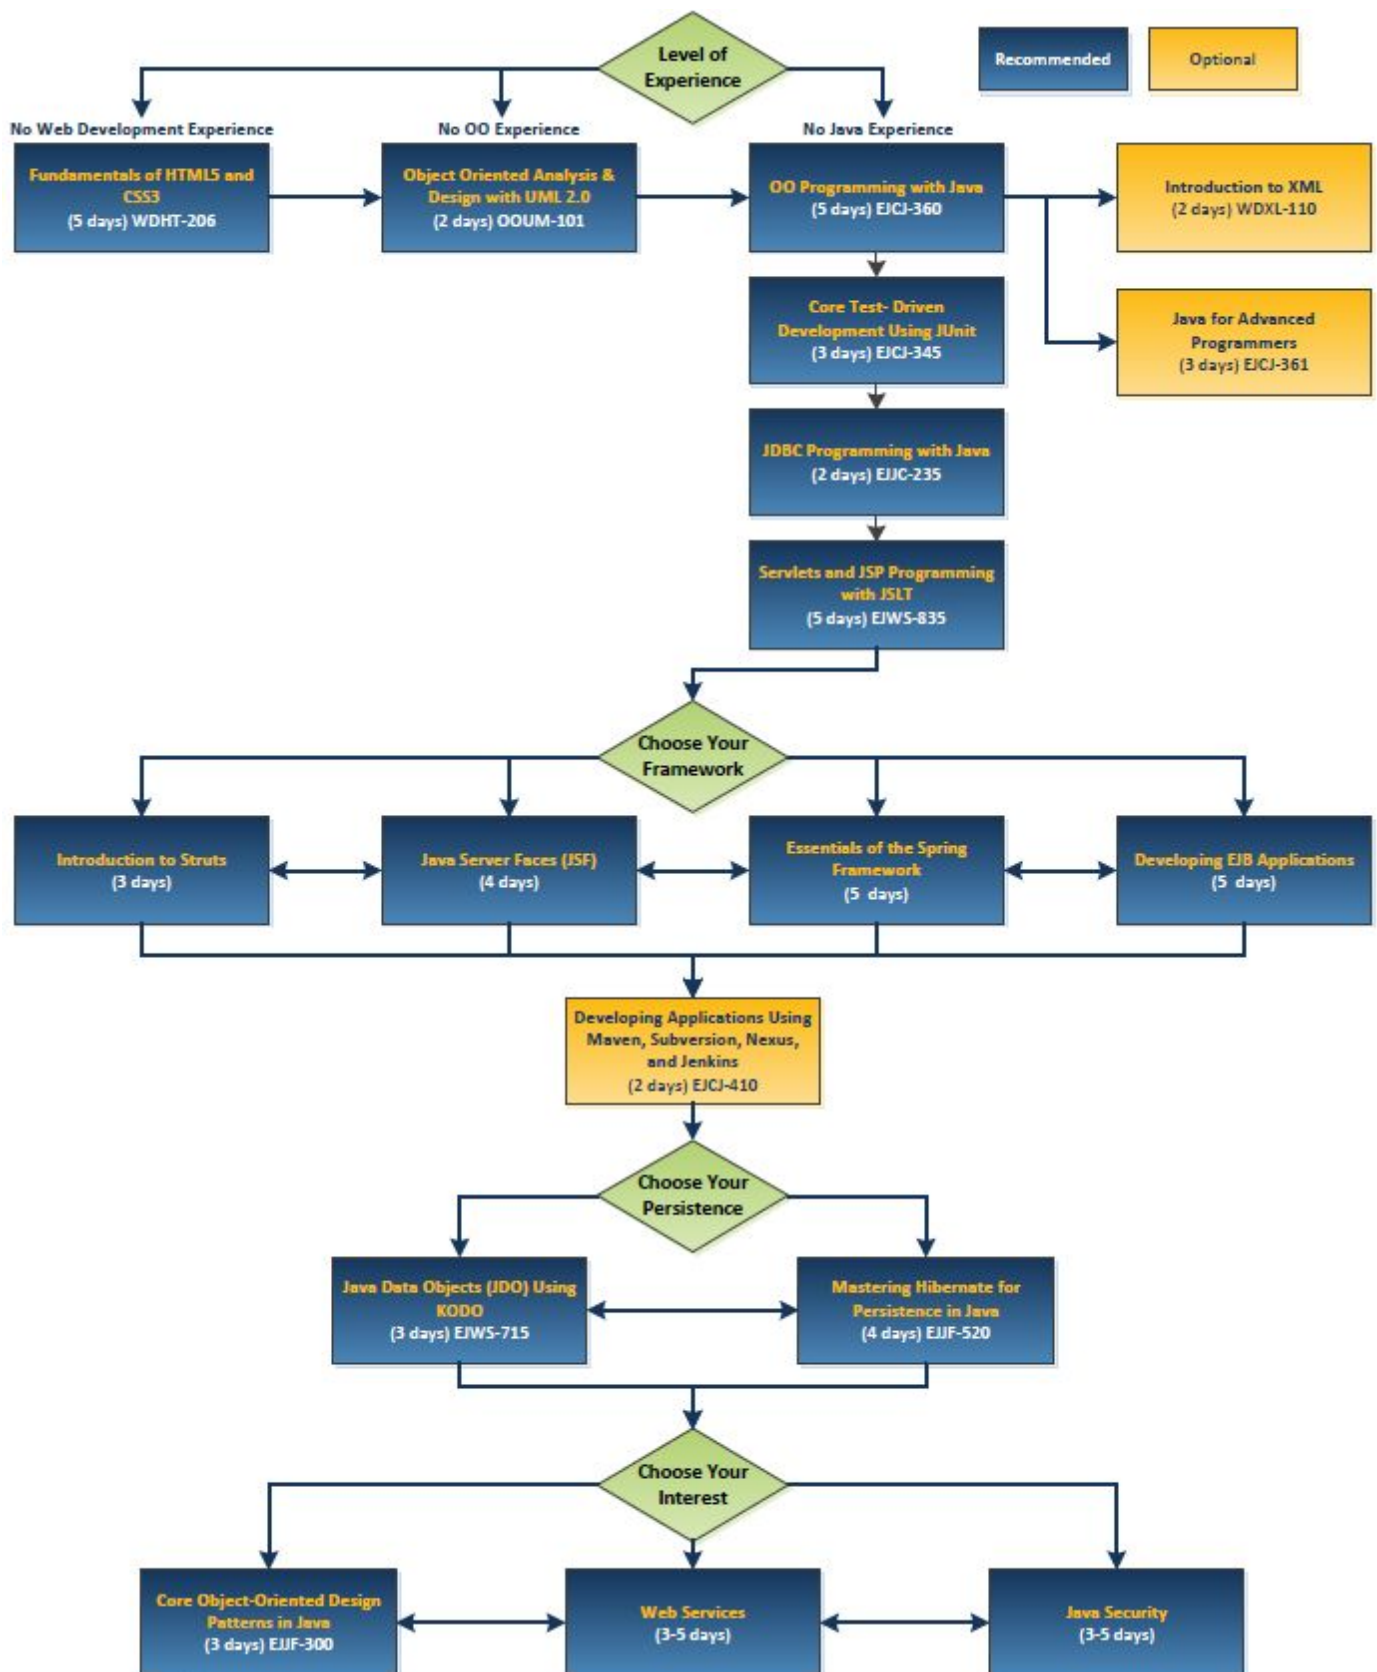 Level of
Experience
Recommended
Optional
No Web Development Experience
No OO Experience
No Java Experience
Fundamentals of HTML5 and
CSS3
(5 days) WDHT-206
Object Oriented Analysis &
Design with UML 2.0
(2 days) OOUM-101
OO Programming with Java
(5 days) EJCJ-360
Introduction to XML
(2 days) WDXL-110
Core Test- Driven
Development Using JUnit
(3 days) EJCJ-345
Java for Advanced
Programmers
(3 days) EJCJ-361
JDBC Programming with Java
(2 days) EJJC-235
Servlets and JSP Programming
with JSLT
(5 days) EJWS-835
Choose Your
Framework
Introduction to Struts
(3 days)
Java Server Faces (JSF)
(4 days)
Essentials of the Spring
Framework
(5 days)
Developing EJB Applications
(5 days)
Developing Applications Using
Maven, Subversion, Nexus,
and Jenkins
(2 days) EJCJ-410
Choose Your
Persistence
Java Data Objects (JDO) Using
KODO
(3 days) EJWS-715
Mastering Hibernate for
Persistence in Java
(4 days) EJJF-520
Choose Your
Interest
Core Object-Oriented Design
Patterns in Java
(3 days) EJJF-300
Web Services
(3-5 days)
Java Security
(3-5 days)